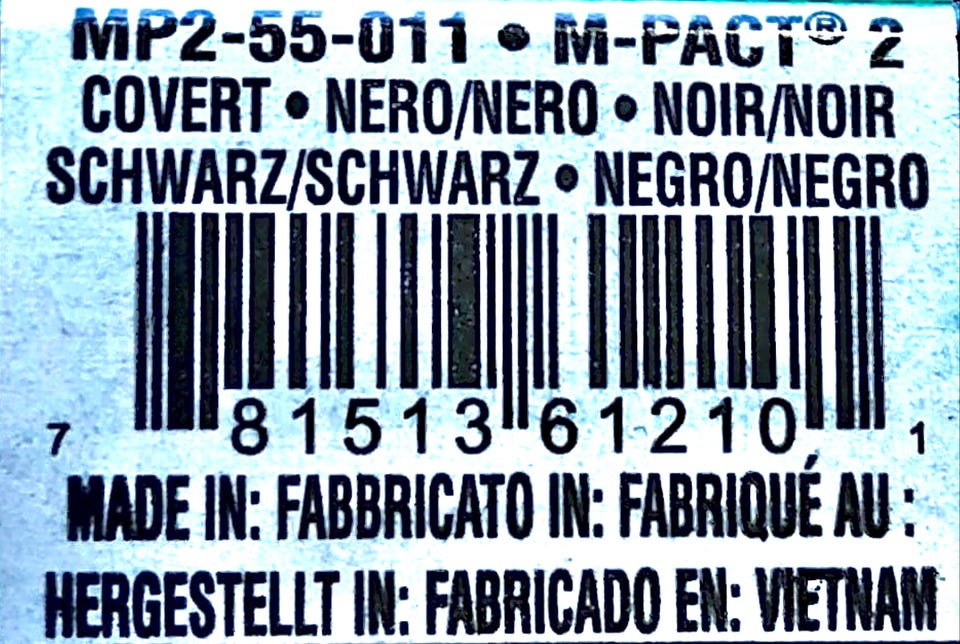 MP2-55-011 • M-PACT® 2
COVERT • NERO/NERO • NOIR/NOIR
SCHWARZ/SCHWARZ • NEGRO/NEGRO
7 81513 61210 1
MADE IN: FABBRICATO IN: FABRIQUÉ AU :
HERGESTELLT IN: FABRICADO EN: VIETNAM